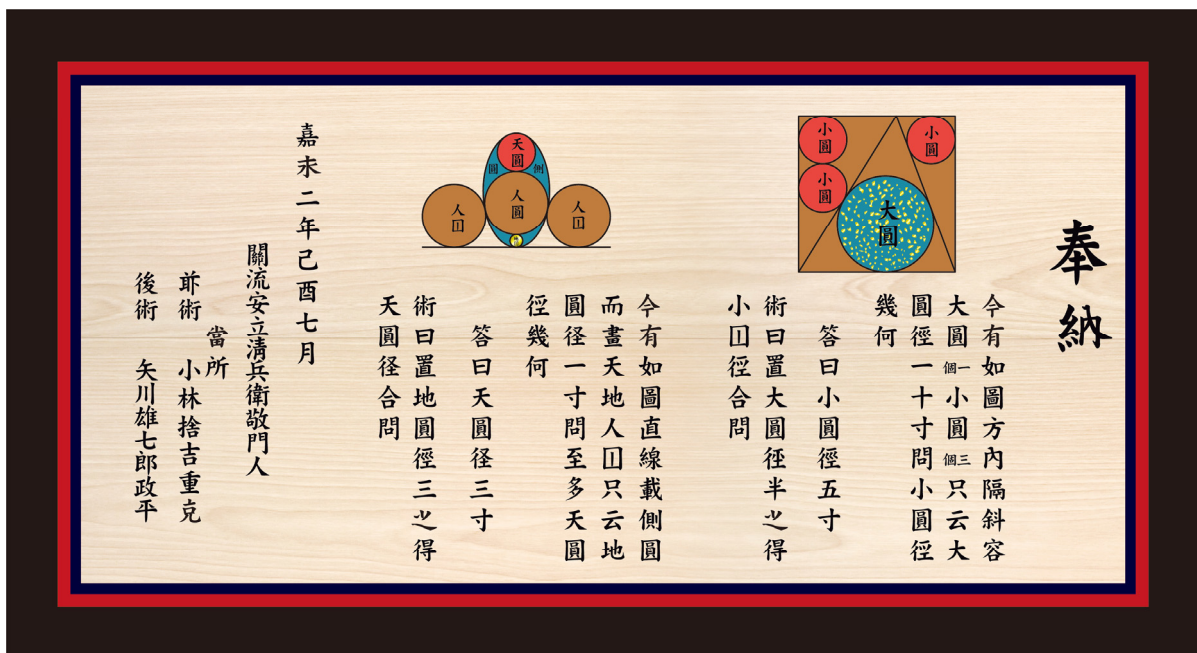 奉納
小圓
小圓
小圓
大圓
今有如圖方內隔斜容
大圓一個小圓三個只云大
圓徑一十寸問小圓徑
幾何
答曰小圓徑五寸
術曰置大圓徑半之得
小囗徑合問
天圓
側圓
人圓
人囗
人囗
今有如圖直線載側圓
而畫天地人囗只云地
圓径一寸問至多天圓
徑幾何
答曰天圓径三寸
術曰置地圓徑三之得
天圓径合問
嘉永二年己酉七月
關流安立清兵衛敬門人
當所
前術 小林捨吉重克
後術 矢川雄七郎政平